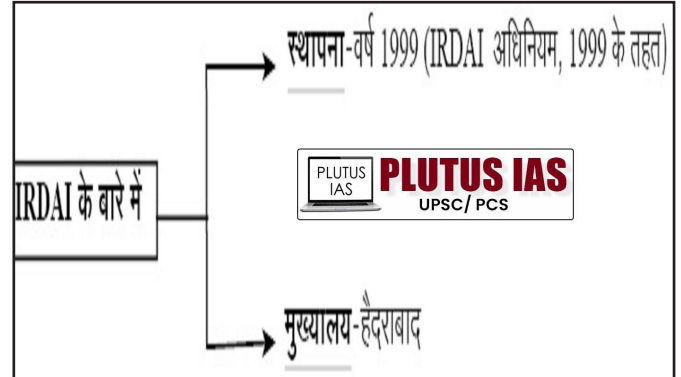 स्थापना-वर्ष 1999 (IRDAI अधिनियम, 1999 के तहत)
PLUTUS
IAS
PLUTUS IAS
UPSC/ PCS
IRDAI के बारे में
मुख्यालय-हैदराबाद